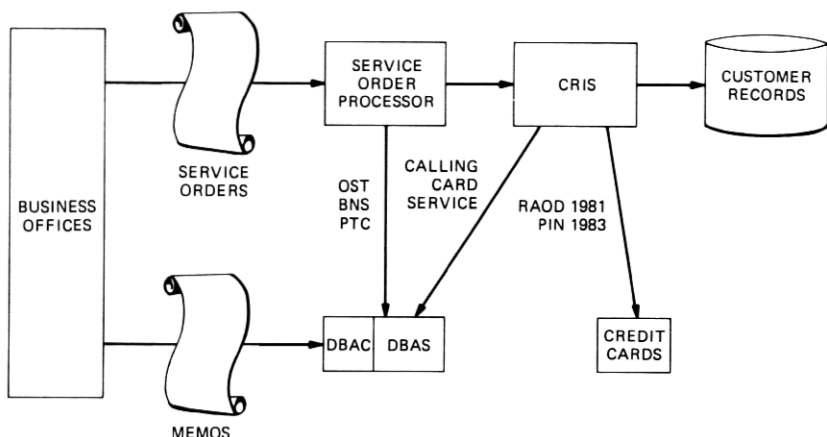 BUSINESS
OFFICES
SERVICE
ORDERS
SERVICE
ORDER
PROCESSOR
CRIS
CUSTOMER
RECORDS
OST
BNS
PTC
CALLING
CARD
SERVICE
RAOD 1981
PIN 1983
MEMOS
DBAC
DBAS
CREDIT
CARDS